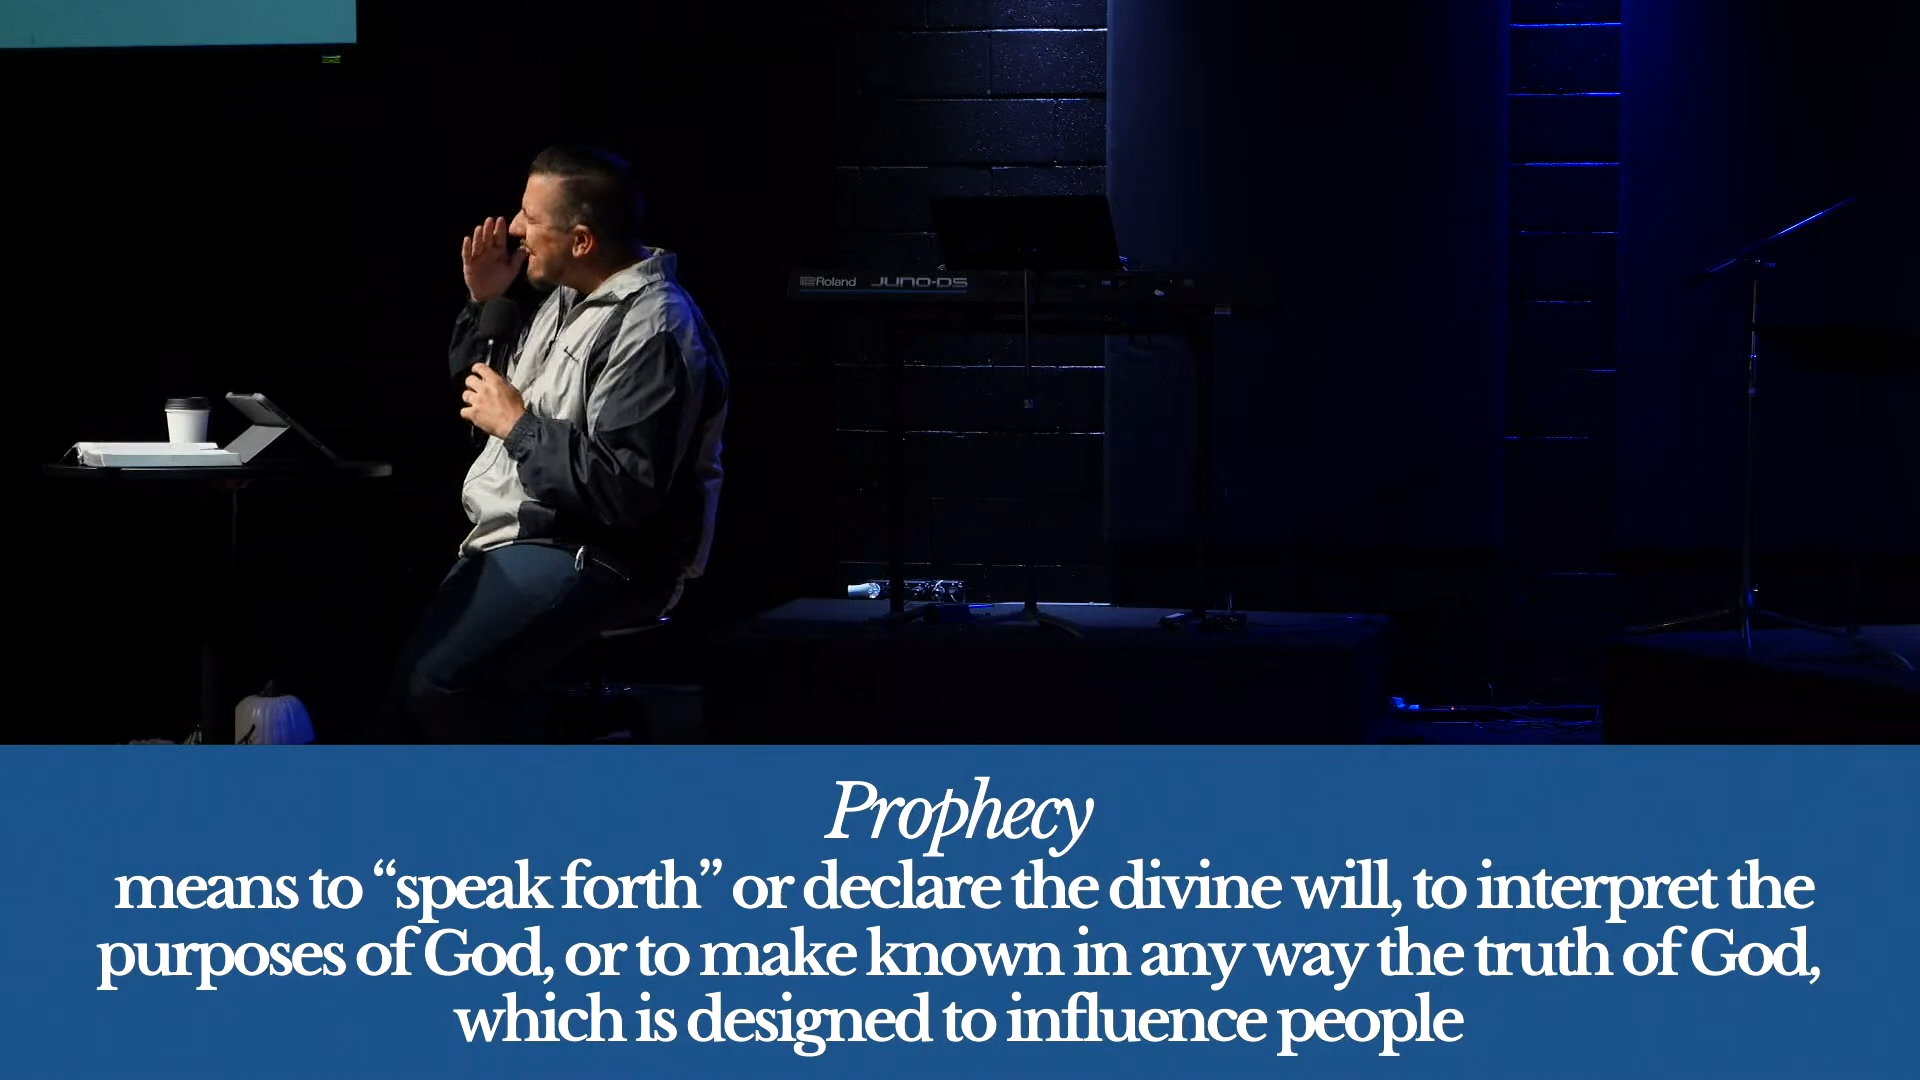 Roland JUNO-DS
Prophecy
means to “speak forth” or declare the divine will, to interpret the
purposes of God, or to make known in any way the truth of God,
which is designed to influence people